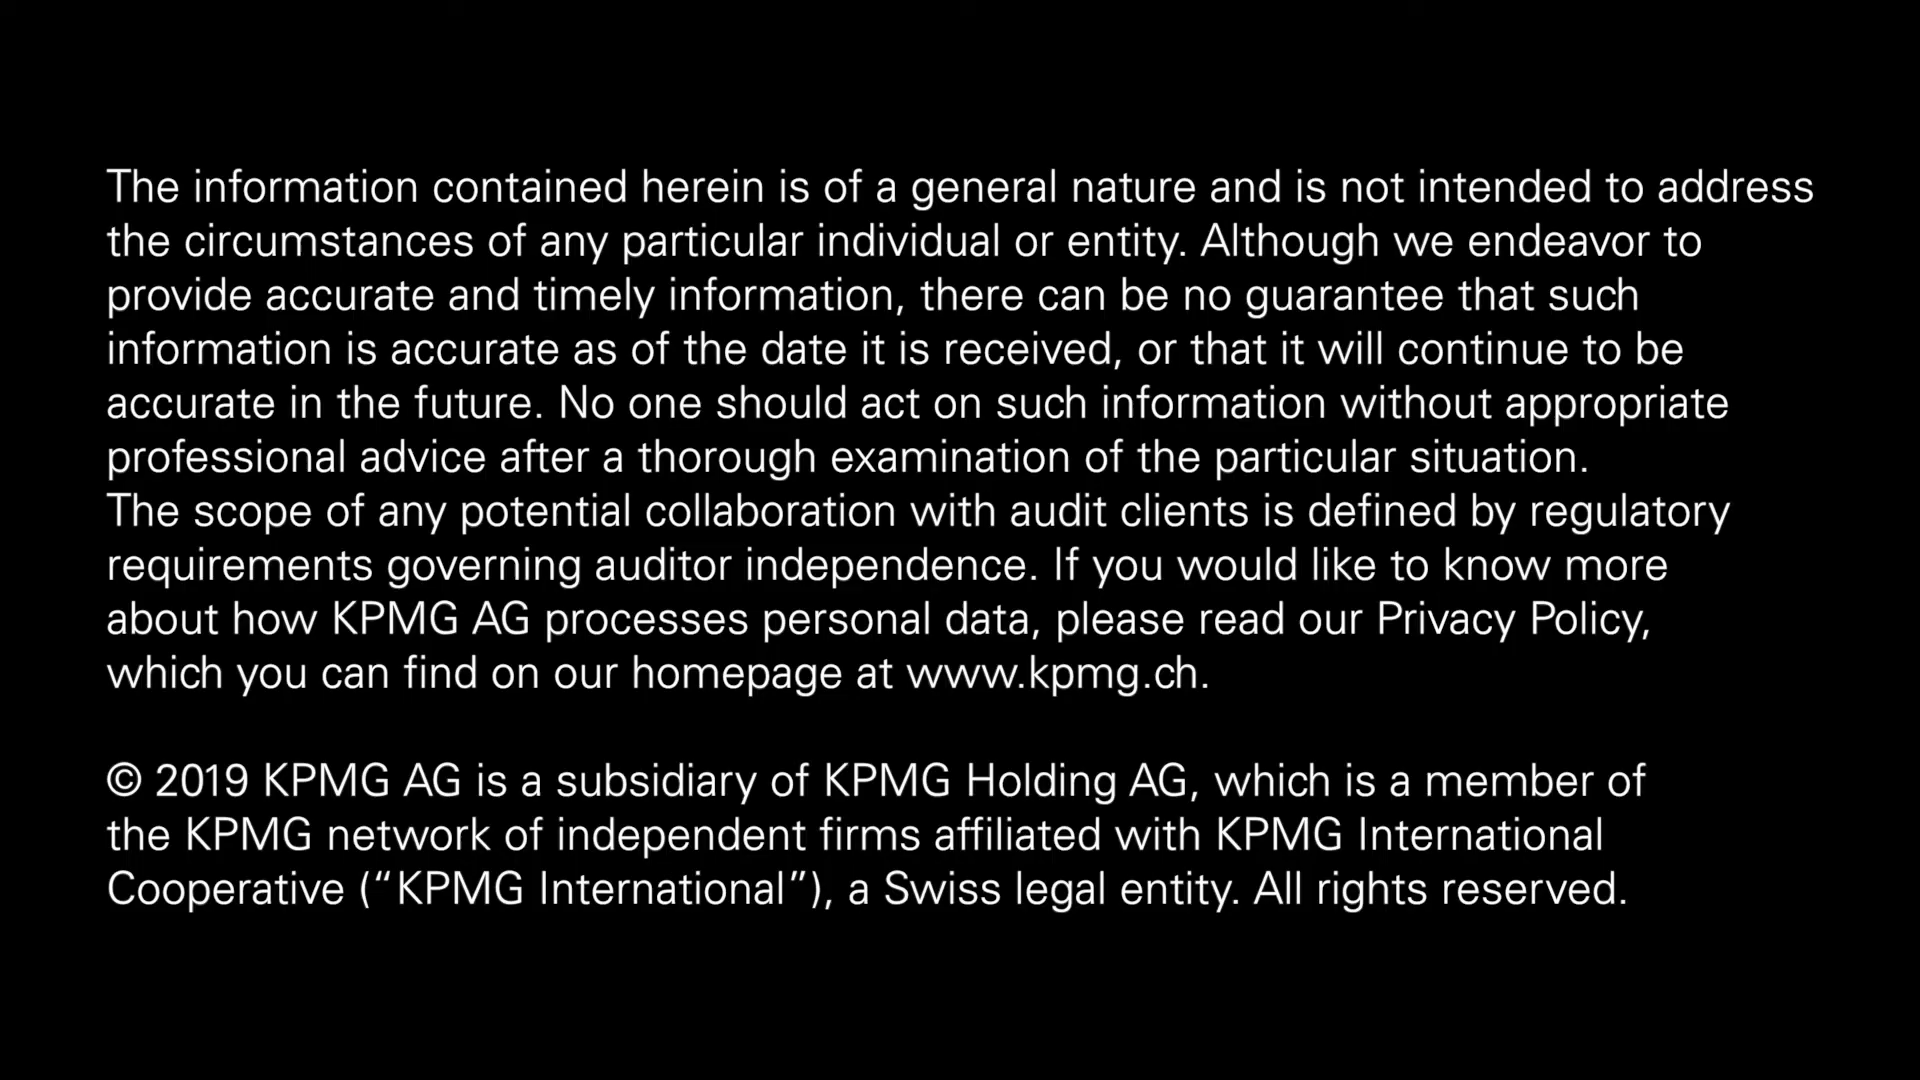 The information contained herein is of a general nature and is not intended to address
the circumstances of any particular individual or entity. Although we endeavor to
provide accurate and timely information, there can be no guarantee that such
information is accurate as of the date it is received, or that it will continue to be
accurate in the future. No one should act on such information without appropriate
professional advice after a thorough examination of the particular situation.
The scope of any potential collaboration with audit clients is defined by regulatory
requirements governing auditor independence. If you would like to know more
about how KPMG AG processes personal data, please read our Privacy Policy,
which you can find on our homepage at www.kpmg.ch.
© 2019 KPMG AG is a subsidiary of KPMG Holding AG, which is a member of
the KPMG network of independent firms affiliated with KPMG International
Cooperative (“KPMG International”), a Swiss legal entity. All rights reserved.